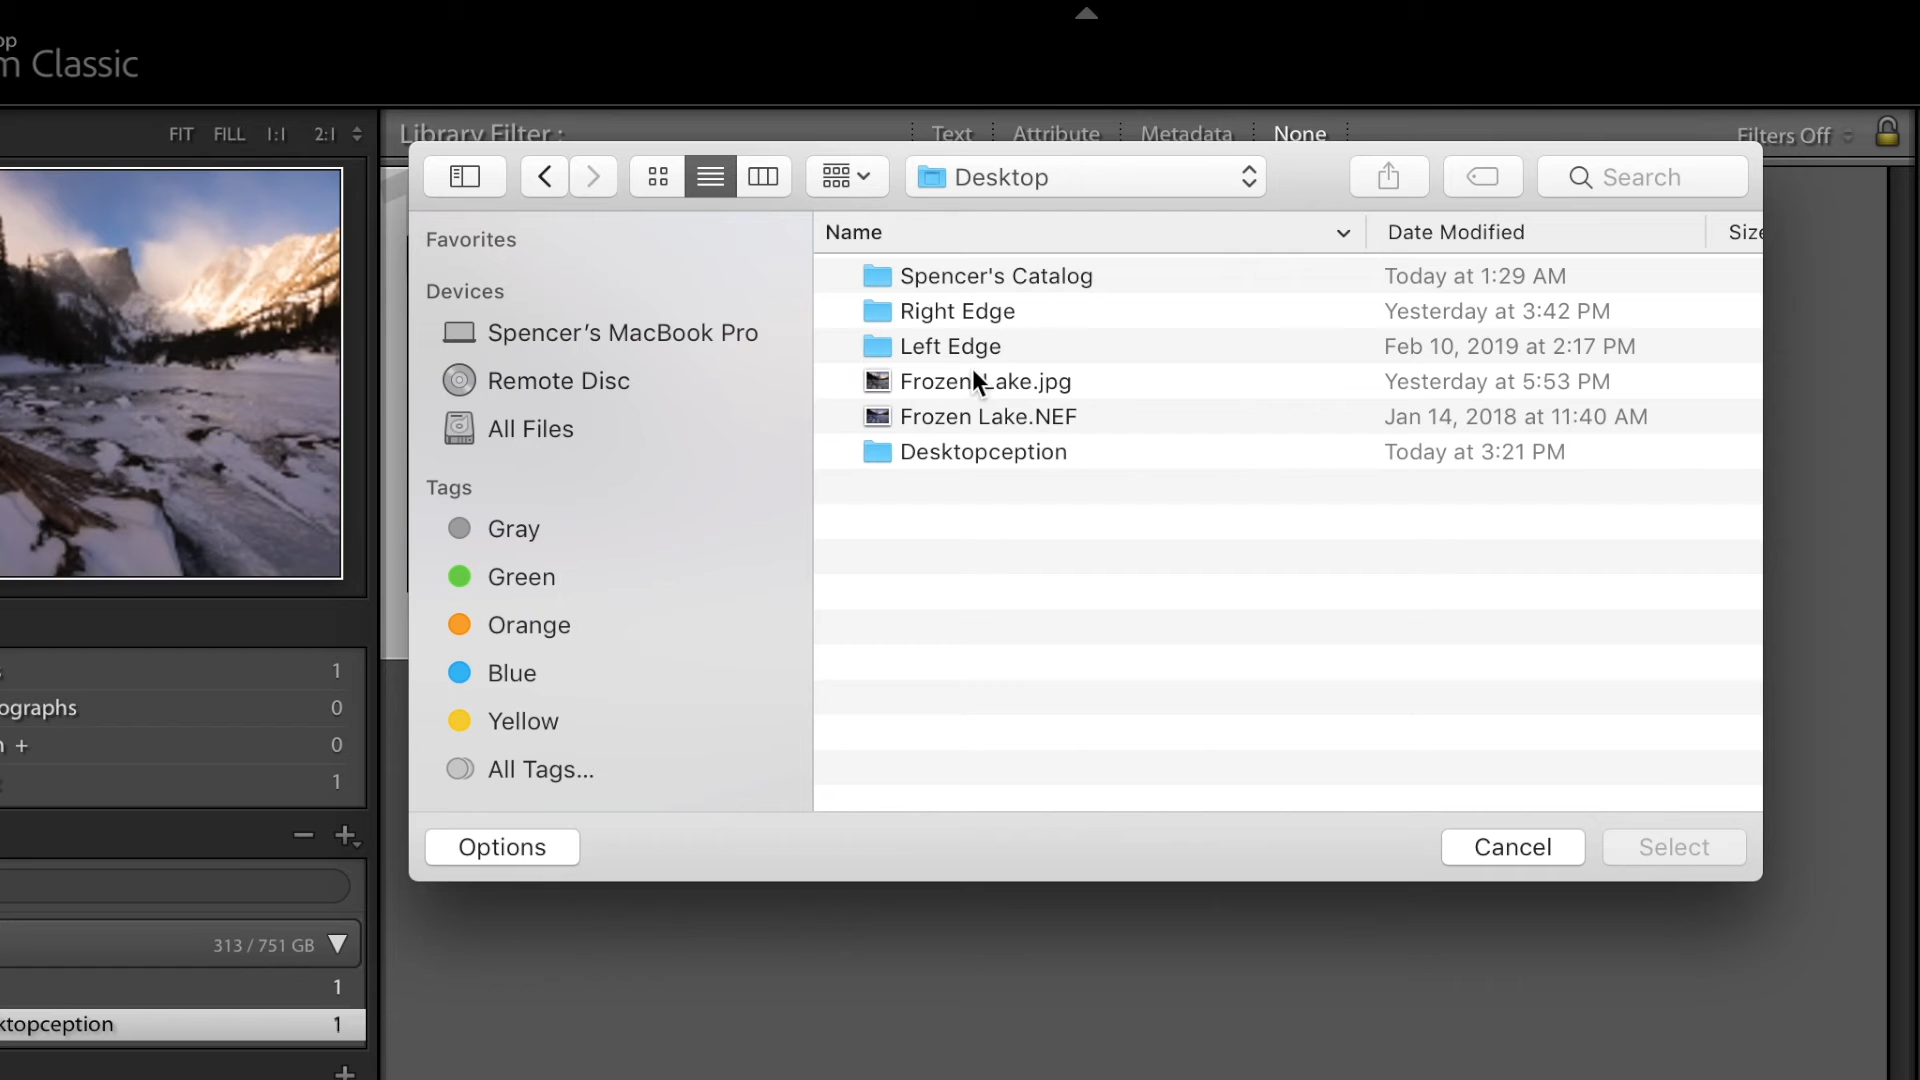 op
m Classic
FIT FILL 1:1 2:1
Library Filter :
Text Attribute Metadata None
Filters Off
Desktop
Search
Favorites
Devices
Spencer’s MacBook Pro
Remote Disc
All Files
Tags
Gray
Green
Orange
Blue
Yellow
All Tags...
Name Date Modified Size
Spencer's Catalog Today at 1:29 AM
Right Edge Yesterday at 3:42 PM
Left Edge Feb 10, 2019 at 2:17 PM
Frozen Lake.jpg Yesterday at 5:53 PM
Frozen Lake.NEF Jan 14, 2018 at 11:40 AM
Desktopception Today at 3:21 PM
Options
Cancel Select
1
ographs 0
n + 0
1
313 / 751 GB
1
ktopception 1